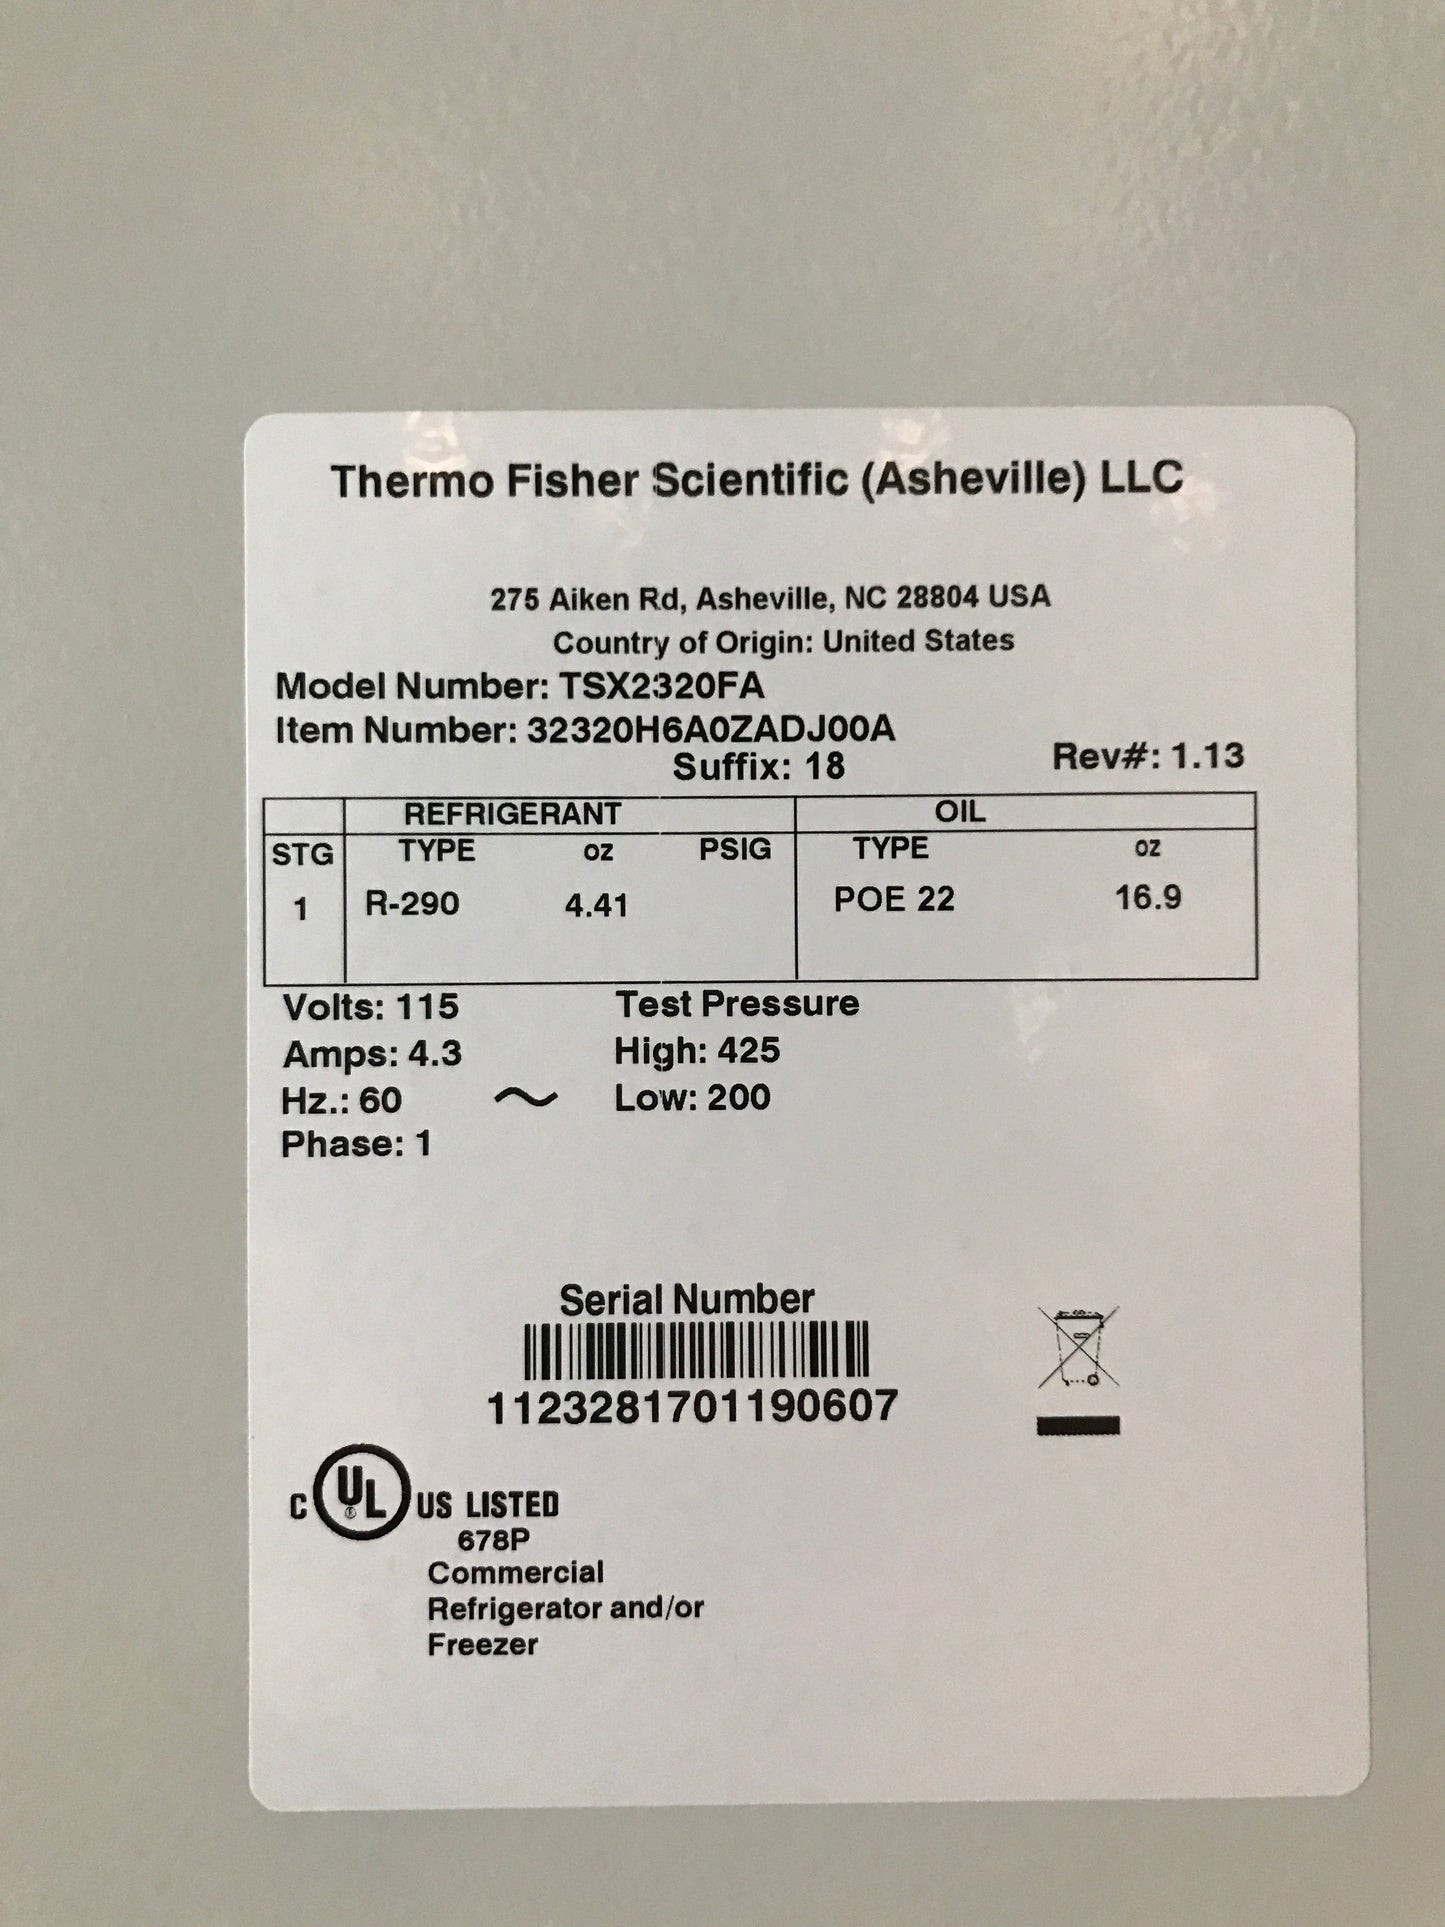 Thermo Fisher Scientific (Asheville) LLC
275 Aiken Rd, Asheville, NC 28804 USA
Country of Origin: United States
Model Number: TSX2320FA
Item Number: 32320H6A0ZADJ00A
Suffix: 18 Rev#: 1.13
REFRIGERANT OIL
STG TYPE oz PSIG TYPE oz
1 R-290 4.41 POE 22 16.9
Volts: 115 Test Pressure
Amps: 4.3 High: 425
Hz.: 60 ~ Low: 200
Phase: 1
Serial Number
1123281701190607
C UL ® US LISTED
678P
Commercial
Refrigerator and/or
Freezer